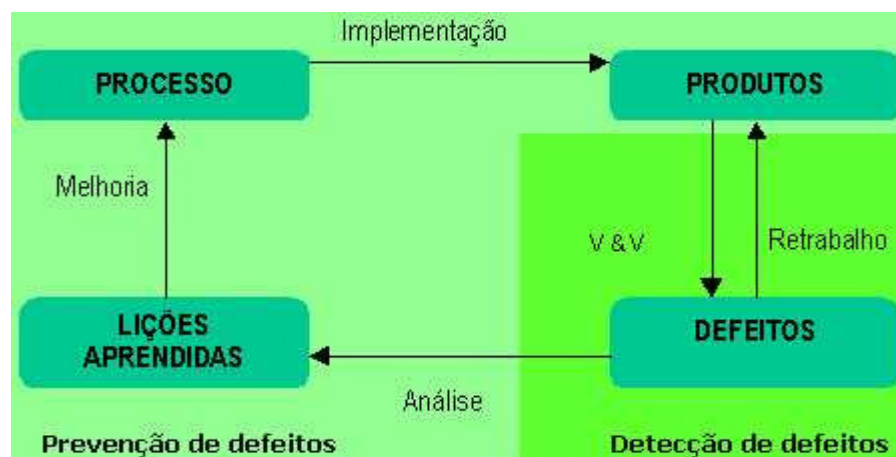 Implementação
PROCESSO
PRODUTOS
Melhoria
V & V
Retrabalho
LIÇÕES
APRENDIDAS
DEFEITOS
Análise
Prevenção de defeitos
Detecção de defeitos